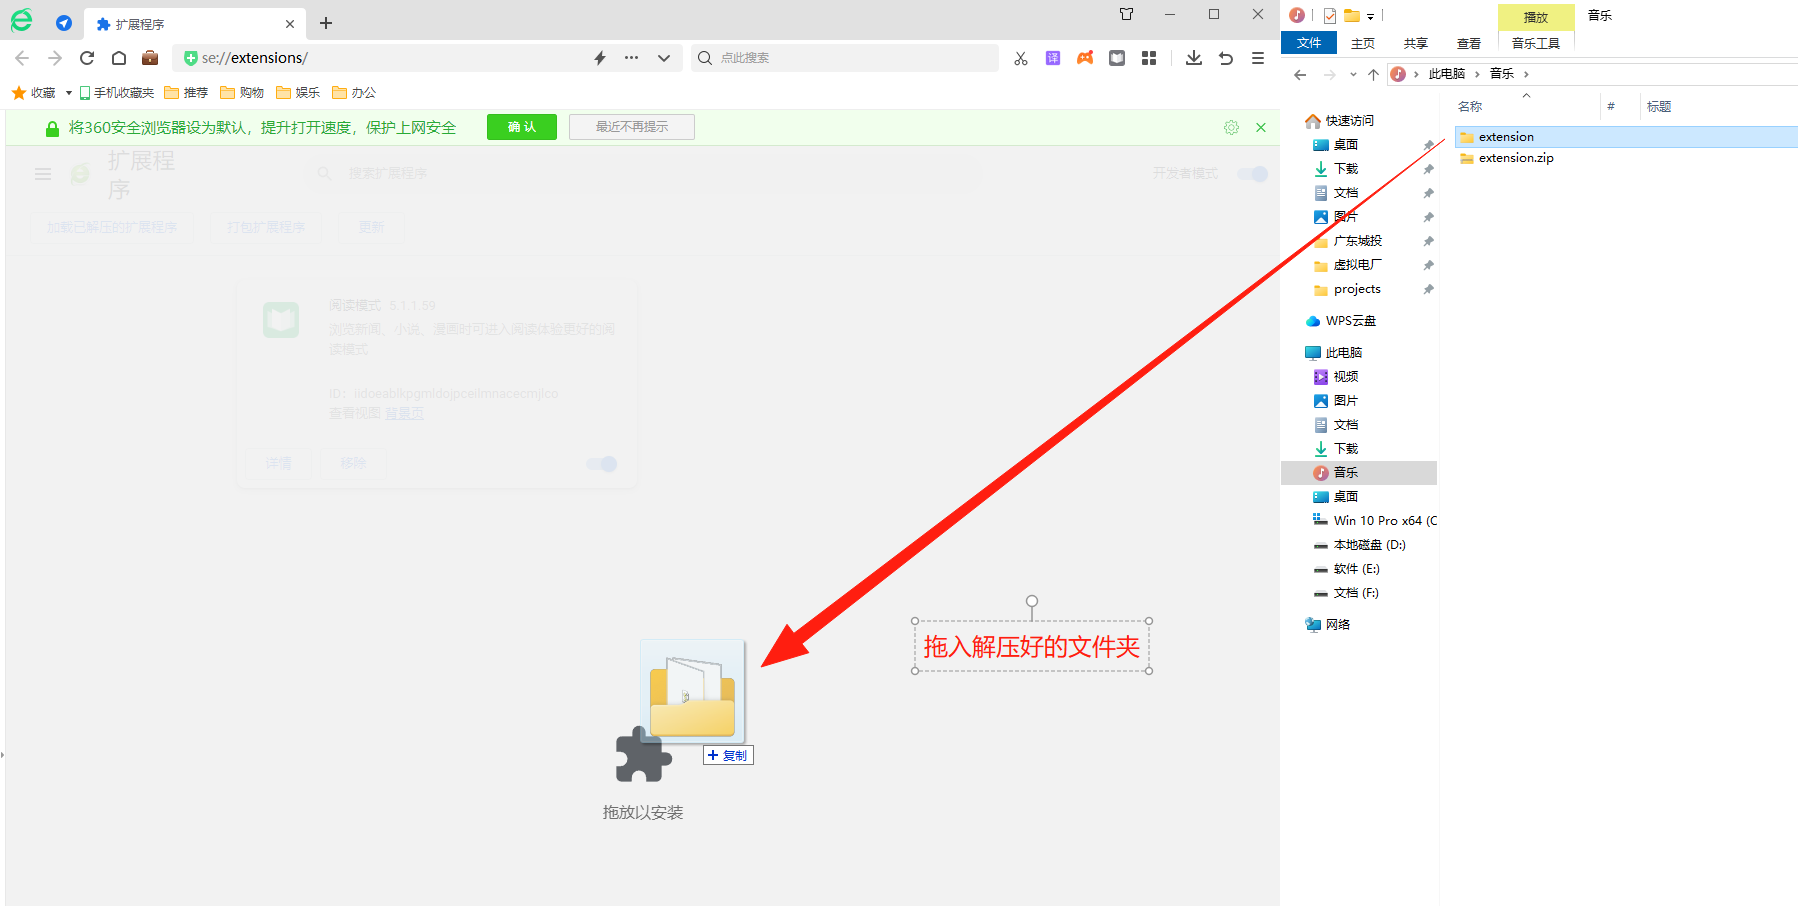 扩展程序
se://extensions/
点此搜索
译
收藏
手机收藏夹
推荐
购物
娱乐
办公
将360安全浏览器设为默认，提升打开速度，保护上网安全
确 认
最近不再提示
扩展程
序
搜索扩展程序
开发者模式
加载已解压的扩展程序
打包扩展程序
更新
阅读模式 5.1.1.59
浏览新闻、小说、漫画时可进入阅读体验更好的阅
读模式
查看视图 背景页
详情
移除
复制
拖放以安装
拖入解压好的文件夹
播放
音乐
文件
主页
共享
查看
音乐工具
此电脑
音乐
名称
#
标题
快速访问
桌面
下载
文档
图片
广东城投
虚拟电厂
projects
WPS云盘
此电脑
视频
图片
文档
下载
音乐
桌面
Win 10 Pro x64 (C
本地磁盘 (D:)
软件 (E:)
文档 (F:)
网络
extension
extension.zip